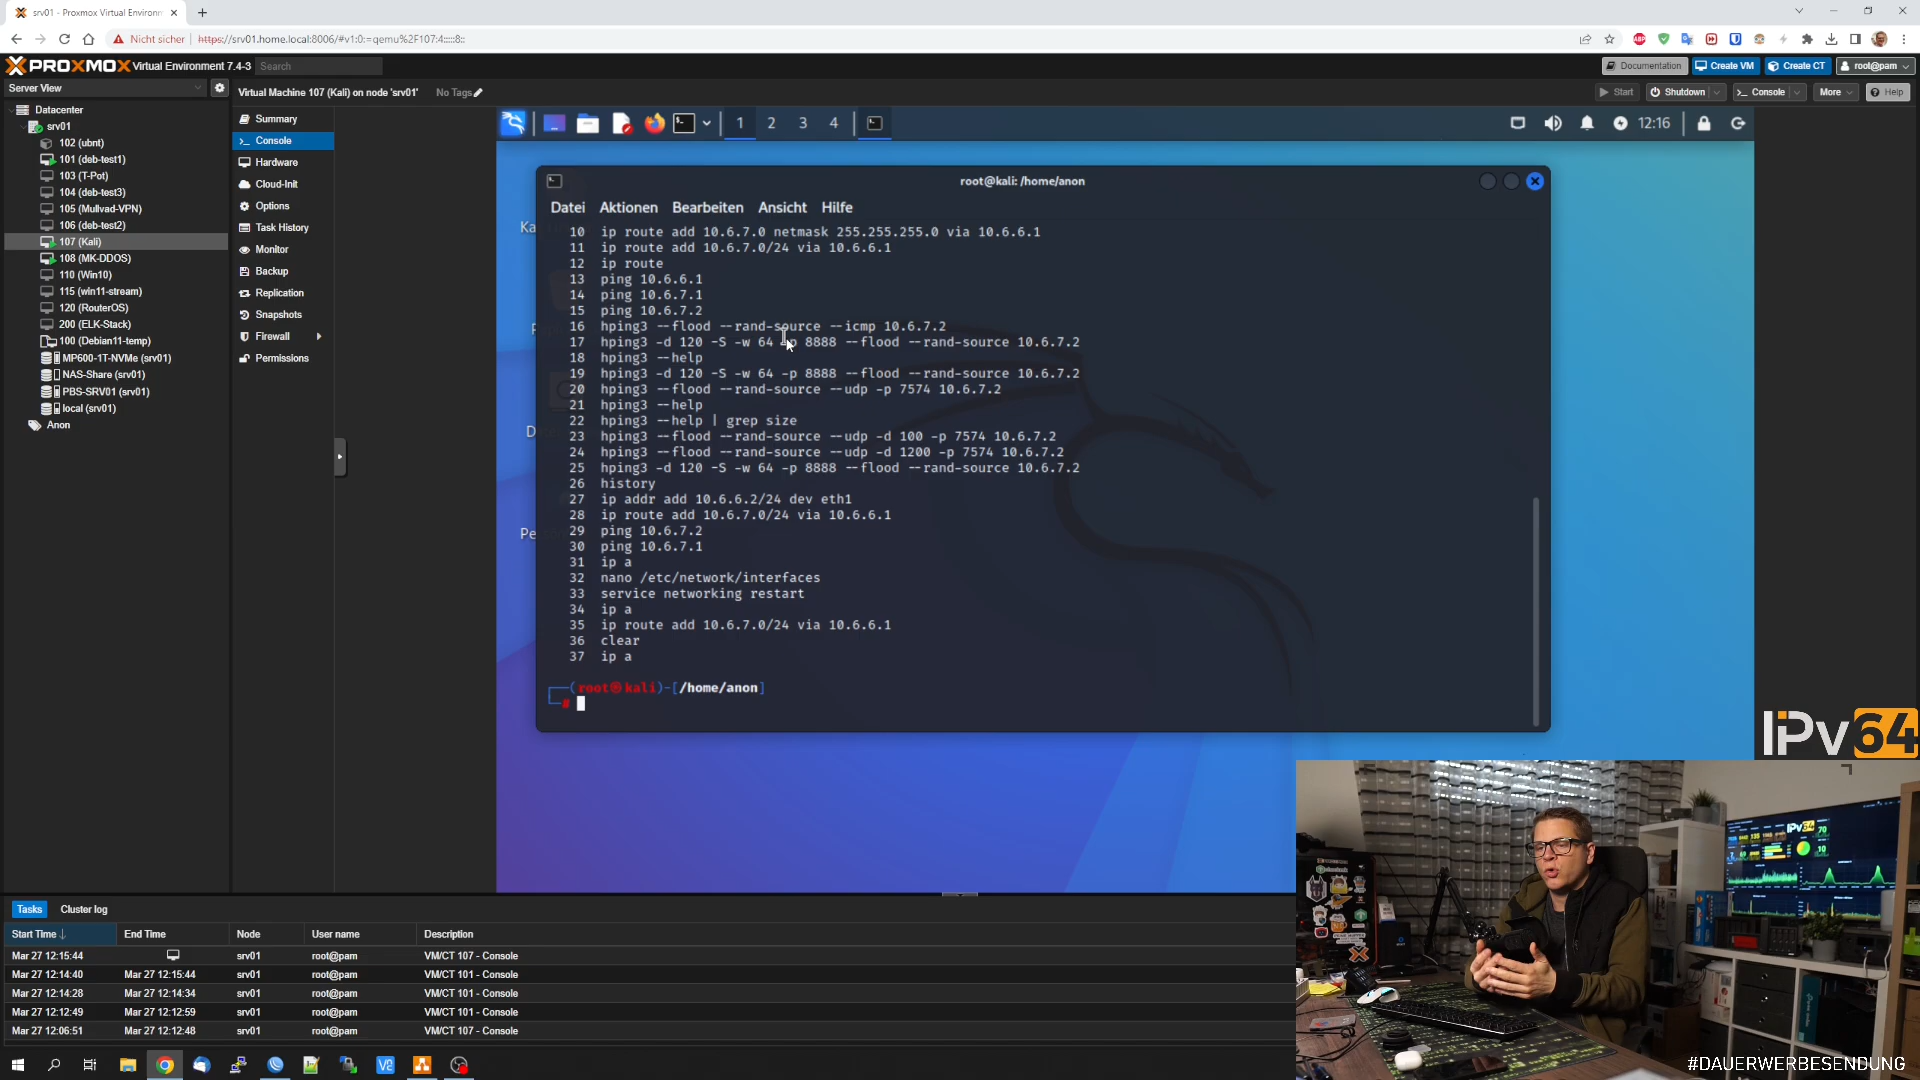 srv01 - Proxmox Virtual Environm
Nicht sicher
https://srv01.home.local:8006/#v1:0:=qemu%2F107:4:::::8::
PROXMOX Virtual Environment 7.4-3
Search
Documentation
Create VM
Create CT
root@pam
Server View
Virtual Machine 107 (Kali) on node 'srv01'
No Tags
Start
Shutdown
Console
More
Help
Datacenter
srv01
102 (ubnt)
101 (deb-test1)
103 (T-Pot)
104 (deb-test3)
105 (Mullvad-VPN)
106 (deb-test2)
107 (Kali)
108 (MK-DDOS)
110 (Win10)
115 (win11-stream)
120 (RouterOS)
200 (ELK-Stack)
100 (Debian11-temp)
MP600-1T-NVMe (srv01)
NAS-Share (srv01)
PBS-SRV01 (srv01)
local (srv01)
Anon
Summary
Console
Hardware
Cloud-Init
Options
Task History
Monitor
Backup
Replication
Snapshots
Firewall
Permissions
1 2 3 4
12:16
root@kali: /home/anon
Datei Aktionen Bearbeiten Ansicht Hilfe
10 ip route add 10.6.7.0 netmask 255.255.255.0 via 10.6.6.1
11 ip route add 10.6.7.0/24 via 10.6.6.1
12 ip route
13 ping 10.6.6.1
14 ping 10.6.7.1
15 ping 10.6.7.2
16 hping3 --flood --rand-source --icmp 10.6.7.2
17 hping3 -d 120 -S -w 64 -p 8888 --flood --rand-source 10.6.7.2
18 hping3 --help
19 hping3 -d 120 -S -w 64 -p 8888 --flood --rand-source 10.6.7.2
20 hping3 --flood --rand-source --udp -p 7574 10.6.7.2
21 hping3 --help
22 hping3 --help | grep size
23 hping3 --flood --rand-source --udp -d 100 -p 7574 10.6.7.2
24 hping3 --flood --rand-source --udp -d 1200 -p 7574 10.6.7.2
25 hping3 -d 120 -S -w 64 -p 8888 --flood --rand-source 10.6.7.2
26 history
27 ip addr add 10.6.6.2/24 dev eth1
28 ip route add 10.6.7.0/24 via 10.6.6.1
29 ping 10.6.7.2
30 ping 10.6.7.1
31 ip a
32 nano /etc/network/interfaces
33 service networking restart
34 ip a
35 ip route add 10.6.7.0/24 via 10.6.6.1
36 clear
37 ip a
(root㉿kali)-[/home/anon]
#
IPv64
Tasks
Cluster log
Start Time End Time Node User name Description
Mar 27 12:15:44 srv01 root@pam VM/CT 107 - Console
Mar 27 12:14:40 Mar 27 12:15:44 srv01 root@pam VM/CT 101 - Console
Mar 27 12:14:28 Mar 27 12:14:34 srv01 root@pam VM/CT 101 - Console
Mar 27 12:12:49 Mar 27 12:12:59 srv01 root@pam VM/CT 101 - Console
Mar 27 12:06:51 Mar 27 12:12:48 srv01 root@pam VM/CT 107 - Console
IPv64
#DAUERWERBESENDUNG